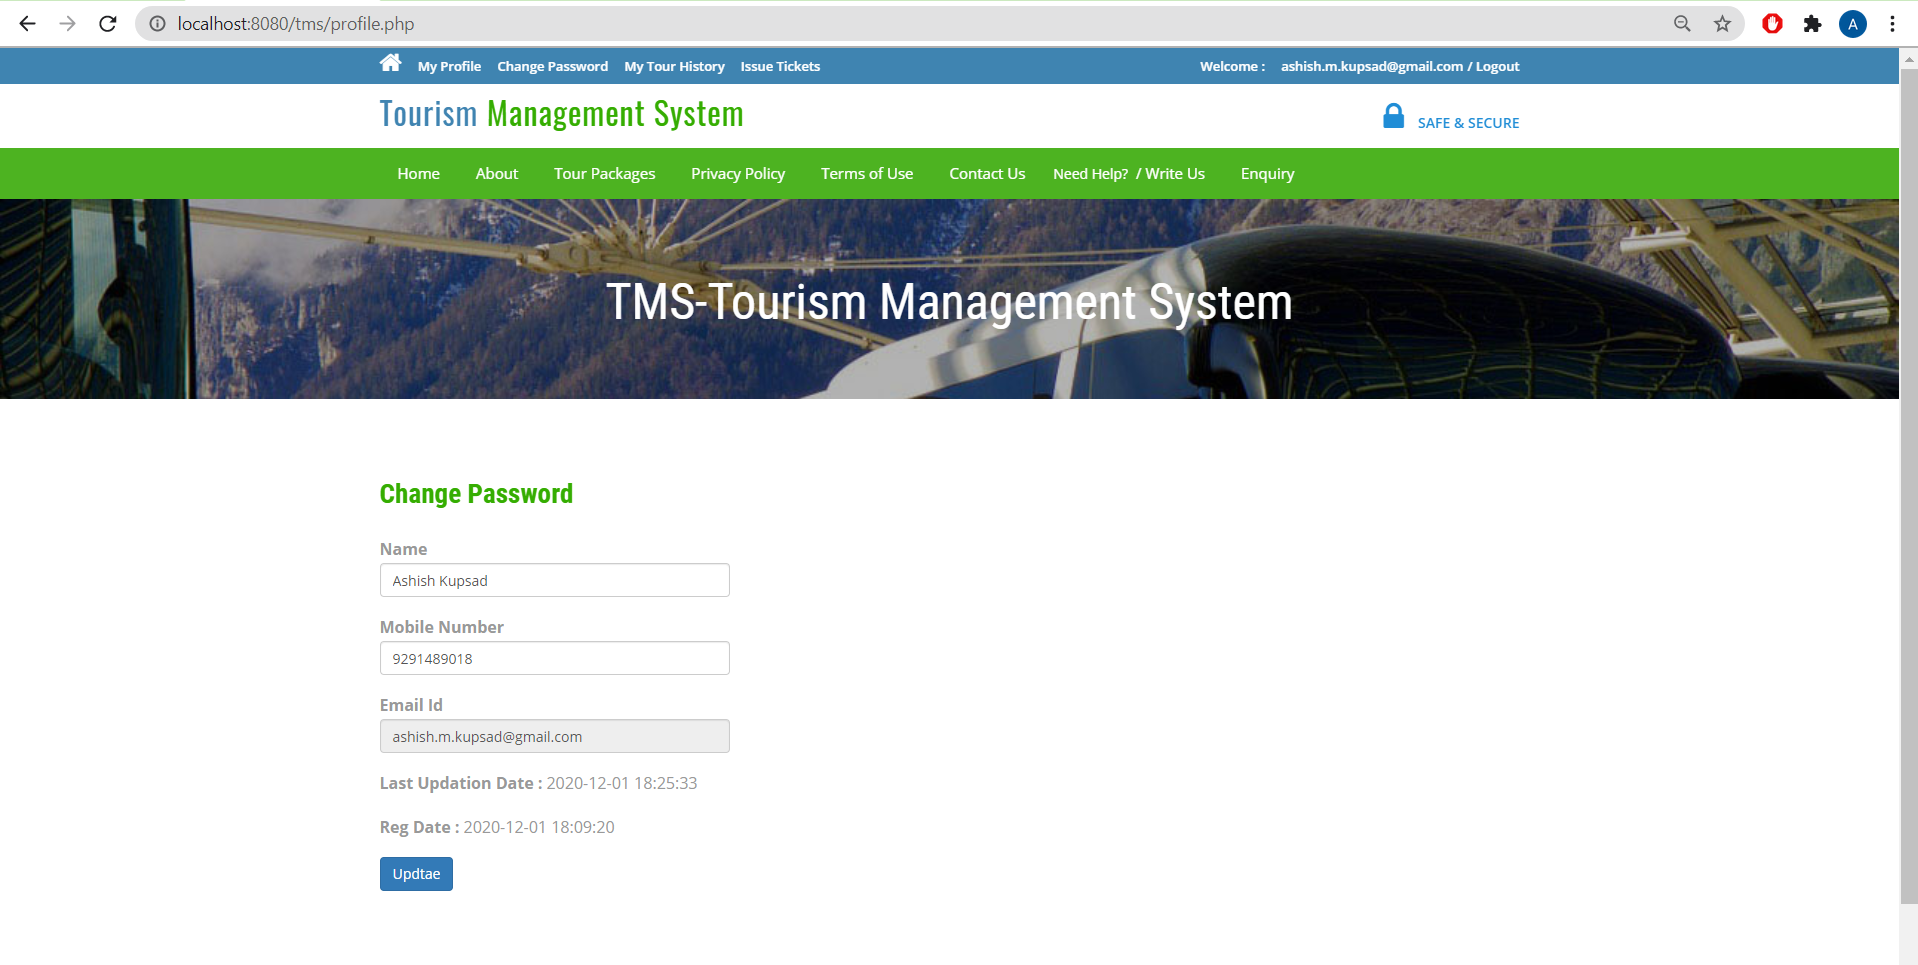 localhost:8080/tms/profile.php
A
My Profile Change Password My Tour History Issue Tickets Welcome : ashish.m.kupsad@gmail.com / Logout
Tourism Management System
SAFE & SECURE
Home About Tour Packages Privacy Policy Terms of Use Contact Us Need Help? / Write Us Enquiry
TMS-Tourism Management System
Change Password
Name
Ashish Kupsad
Mobile Number
9291489018
Email Id
ashish.m.kupsad@gmail.com
Last Updation Date : 2020-12-01 18:25:33
Reg Date : 2020-12-01 18:09:20
Updtae